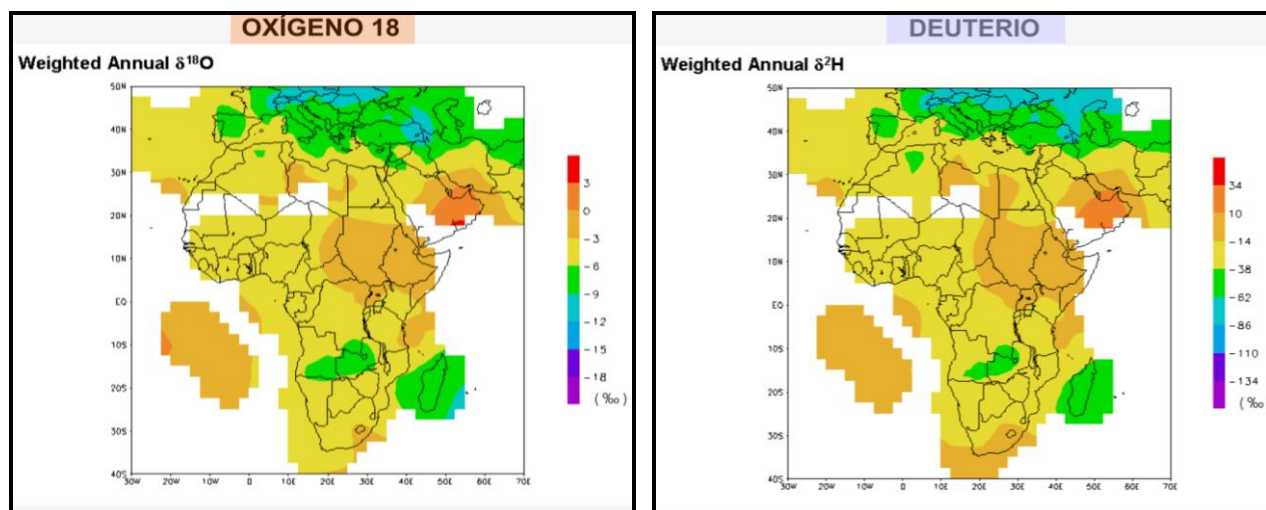 OXÍGENO 18
Weighted Annual δ¹⁸O
50N
40N
30N
20N
10N
EQ
10S
20S
30S
40S
30W 20W 10W 0 10E 20E 30E 40E 50E 60E 70E
3
0
-3
-6
-9
-12
-15
-18
(‰)
DEUTERIO
Weighted Annual δ²H
50N
40N
30N
20N
10N
EQ
10S
20S
30S
40S
30W 20W 10W 0 10E 20E 30E 40E 50E 60E 70E
34
10
-14
-38
-62
-86
-110
-134
(‰)